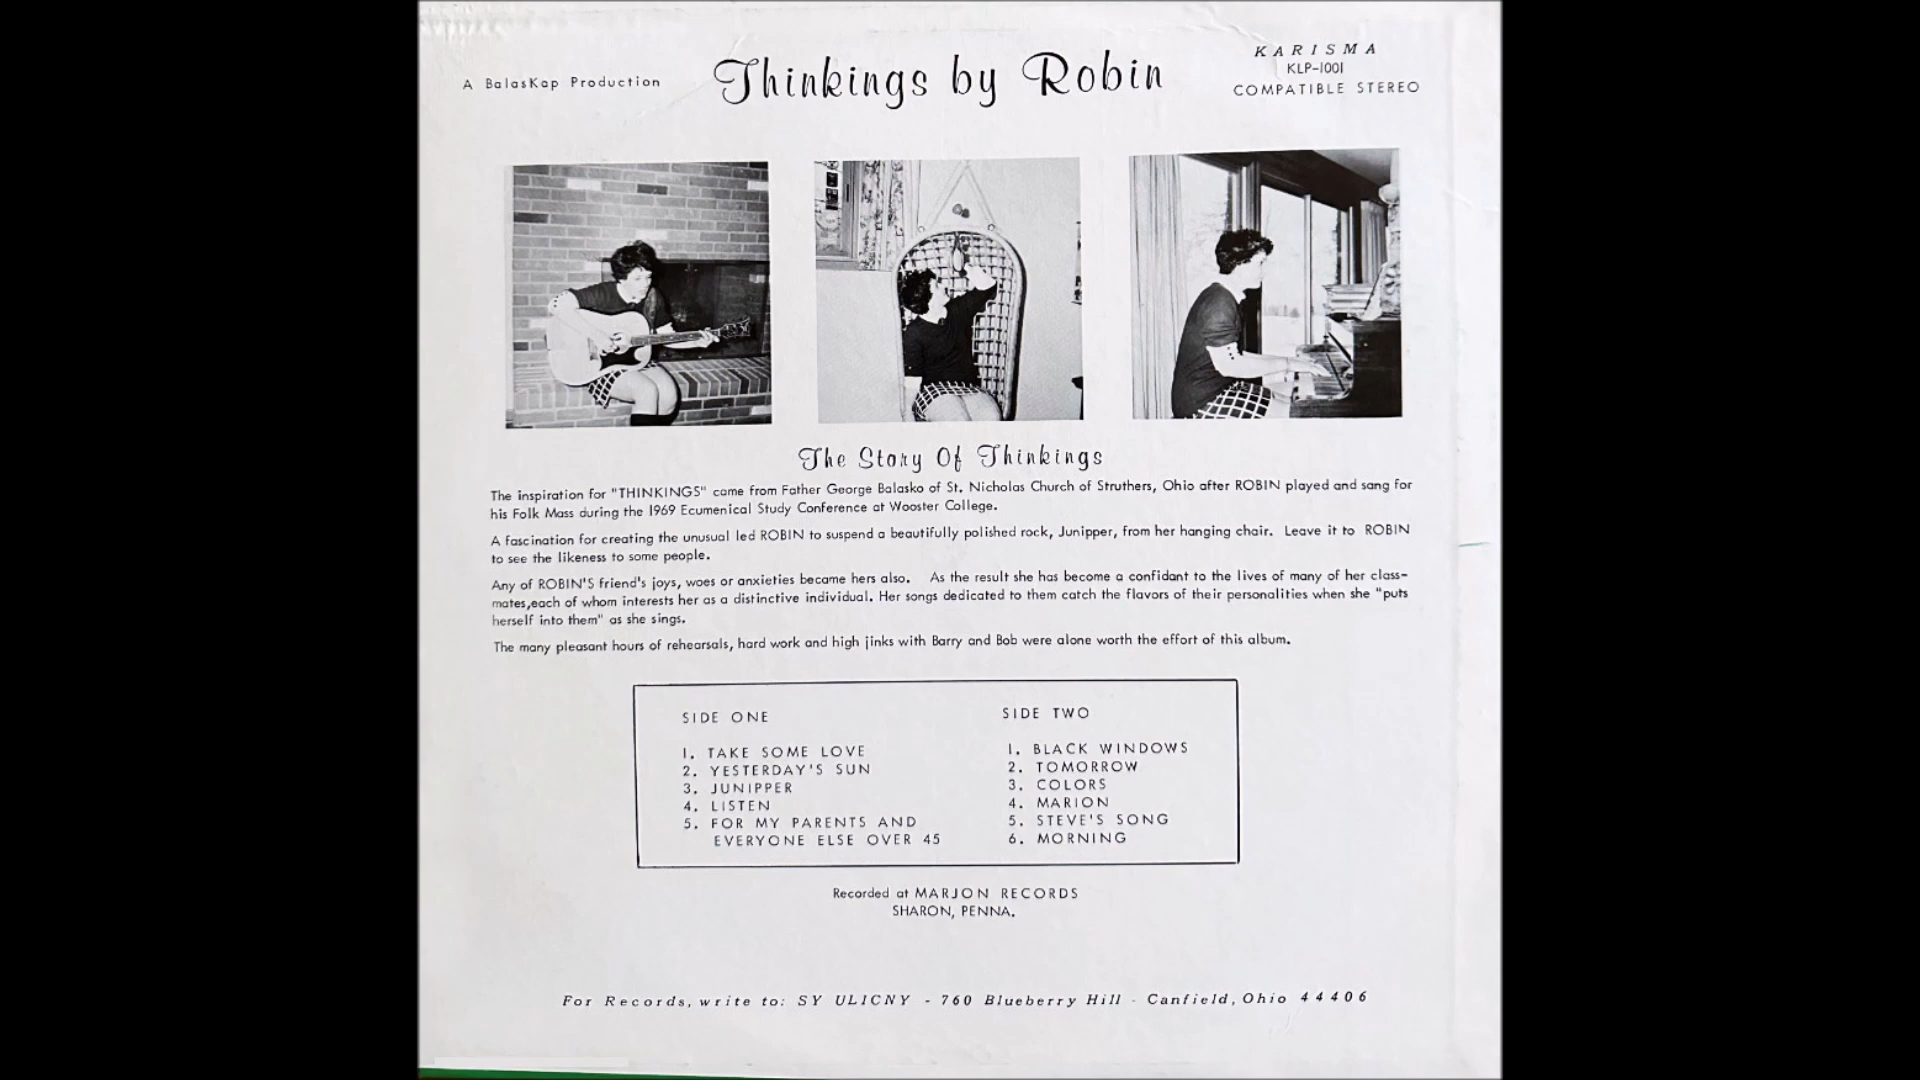 A BalasKap Production
Thinkings by Robin
KARISMA
KLP-1001
COMPATIBLE STEREO
The Story Of Thinkings
The inspiration for "THINKINGS" came from Father George Balasko of St. Nicholas Church of Struthers, Ohio after ROBIN played and sang for
his Folk Mass during the 1969 Ecumenical Study Conference at Wooster College.
A fascination for creating the unusual led ROBIN to suspend a beautifully polished rock, Junipper, from her hanging chair. Leave it to ROBIN
to see the likeness to some people.
Any of ROBIN'S friend's joys, woes or anxieties became hers also. As the result she has become a confidant to the lives of many of her class-
mates,each of whom interests her as a distinctive individual. Her songs dedicated to them catch the flavors of their personalities when she "puts
herself into them" as she sings.
The many pleasant hours of rehearsals, hard work and high jinks with Barry and Bob were alone worth the effort of this album.
SIDE ONE
1. TAKE SOME LOVE
2. YESTERDAY'S SUN
3. JUNIPPER
4. LISTEN
5. FOR MY PARENTS AND
EVERYONE ELSE OVER 45
SIDE TWO
1. BLACK WINDOWS
2. TOMORROW
3. COLORS
4. MARION
5. STEVE'S SONG
6. MORNING
Recorded at MARJON RECORDS
SHARON, PENNA.
For Records, write to: SY ULICNY - 760 Blueberry Hill - Canfield, Ohio 44406